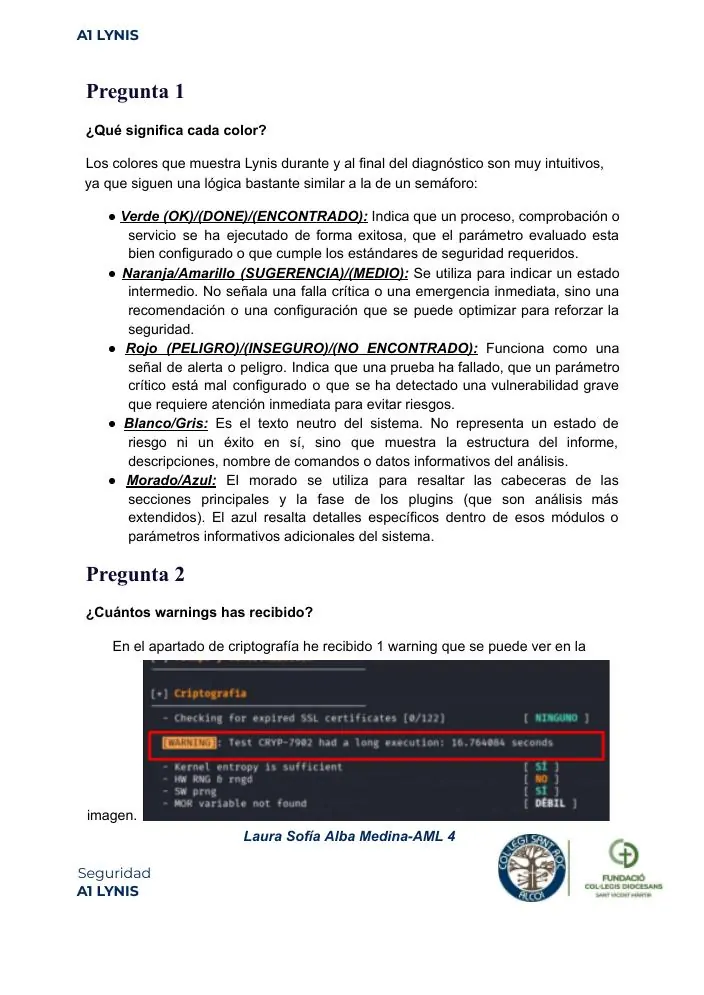 A1 LYNIS
Pregunta 1
¿Qué significa cada color?
Los colores que muestra Lynis durante y al final del diagnóstico son muy intuitivos,
ya que siguen una lógica bastante similar a la de un semáforo:
● Verde (OK)/(DONE)/(ENCONTRADO): Indica que un proceso, comprobación o
servicio se ha ejecutado de forma exitosa, que el parámetro evaluado esta
bien configurado o que cumple los estándares de seguridad requeridos.
● Naranja/Amarillo (SUGERENCIA)/(MEDIO): Se utiliza para indicar un estado
intermedio. No señala una falla crítica o una emergencia inmediata, sino una
recomendación o una configuración que se puede optimizar para reforzar la
seguridad.
● Rojo (PELIGRO)/(INSEGURO)/(NO ENCONTRADO): Funciona como una
señal de alerta o peligro. Indica que una prueba ha fallado, que un parámetro
crítico está mal configurado o que se ha detectado una vulnerabilidad grave
que requiere atención inmediata para evitar riesgos.
● Blanco/Gris: Es el texto neutro del sistema. No representa un estado de
riesgo ni un éxito en sí, sino que muestra la estructura del informe,
descripciones, nombre de comandos o datos informativos del análisis.
● Morado/Azul: El morado se utiliza para resaltar las cabeceras de las
secciones principales y la fase de los plugins (que son análisis más
extendidos). El azul resalta detalles específicos dentro de esos módulos o
parámetros informativos adicionales del sistema.
Pregunta 2
¿Cuántos warnings has recibido?
En el apartado de criptografía he recibido 1 warning que se puede ver en la
[+] Criptografia
- Checking for expired SSL certificates [0/122] [ NINGUNO ]
[WARNING]: Test CRYP-7902 had a long execution: 16.764084 seconds
- Kernel entropy is sufficient [ SÍ ]
- HW RNG & rngd [ NO ]
- SW prng [ SÍ ]
- MOR variable not found [ DÉBIL ]
imagen.
Laura Sofía Alba Medina-AML 4
Seguridad
A1 LYNIS
COL·LEGI SANT ROC
ALCOI
FUNDACIÓ
COL·LEGIS DIOCESANS
SANT VICENT MÀRTIR